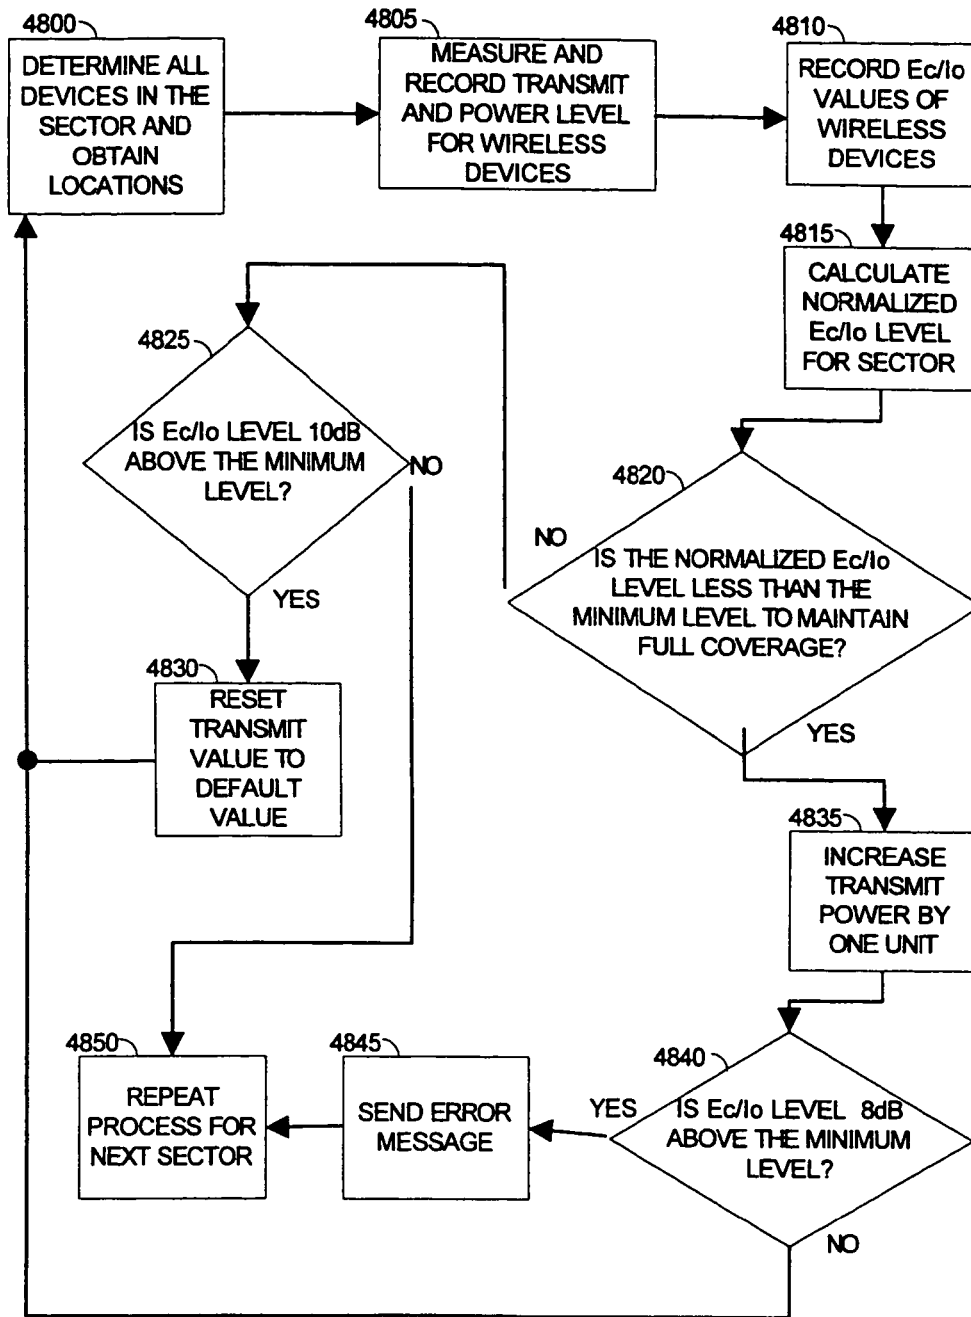 4800
DETERMINE ALL
DEVICES IN THE
SECTOR AND
OBTAIN
LOCATIONS
4805
MEASURE AND
RECORD TRANSMIT
AND POWER LEVEL
FOR WIRELESS
DEVICES
4810
RECORD Ec/Io
VALUES OF
WIRELESS
DEVICES
4815
CALCULATE
NORMALIZED
Ec/Io LEVEL
FOR SECTOR
4820
IS THE NORMALIZED Ec/Io
LEVEL LESS THAN THE
MINIMUM LEVEL TO MAINTAIN
FULL COVERAGE?
NO
YES
4825
IS Ec/Io LEVEL 10dB
ABOVE THE MINIMUM
LEVEL?
NO
YES
4830
RESET
TRANSMIT
VALUE TO
DEFAULT
VALUE
4835
INCREASE
TRANSMIT
POWER BY
ONE UNIT
4840
IS Ec/Io LEVEL 8dB
ABOVE THE MINIMUM
LEVEL?
YES
NO
4845
SEND ERROR
MESSAGE
4850
REPEAT
PROCESS FOR
NEXT SECTOR